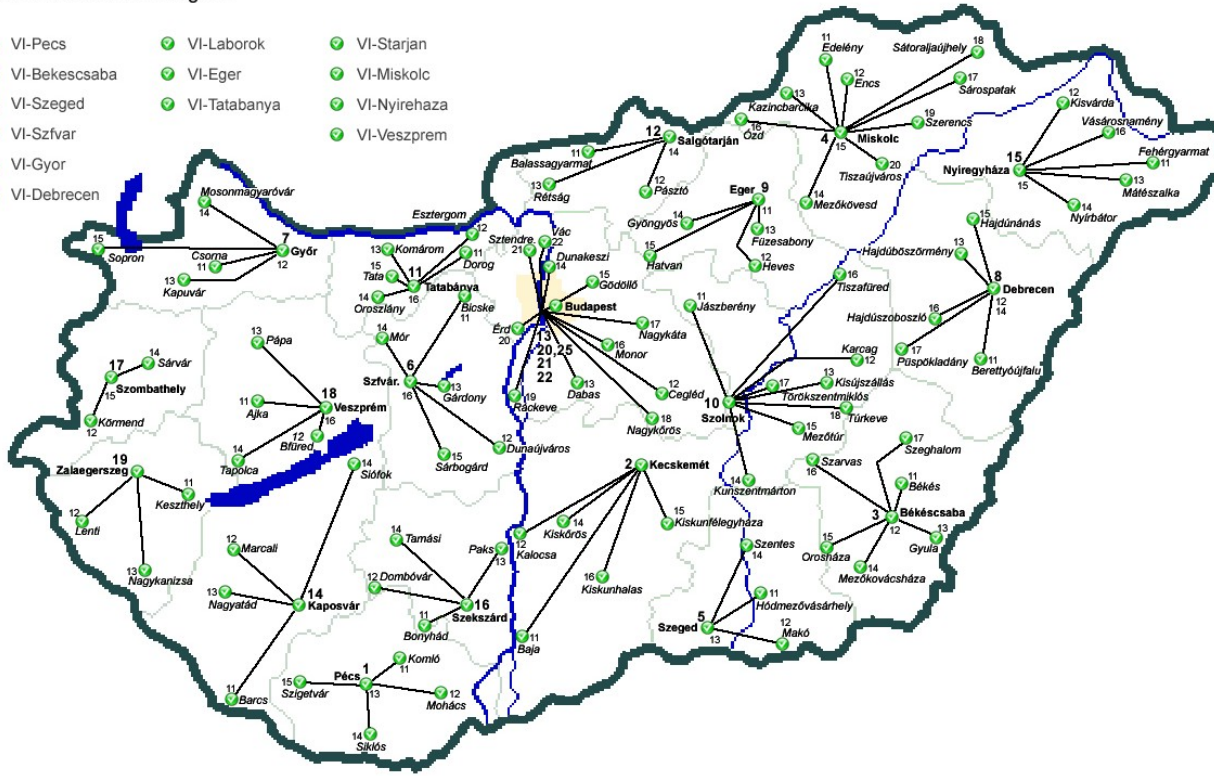 VI-Pecs
VI-Laborok
VI-Starjan
VI-Bekescsaba
VI-Eger
VI-Miskolc
VI-Szeged
VI-Tatabanya
VI-Nyirehaza
VI-Szfvar
VI-Veszprem
VI-Gyor
VI-Debrecen
11
Edelény
Sátoraljaújhely
18
12
Encs
17
Sárospatak
13
Kazincbarcika
16
Ózd
4
Miskolc
15
19
Szerencs
20
Tiszaújváros
14
Mezőkövesd
12
Kisvárda
Vásárosnamény
16
Fehérgyarmat
11
15
Nyíregyháza
15
13
Mátészalka
14
Nyírbátor
12
Salgótarján
14
11
Balassagyarmat
13
Rétság
12
Pásztó
Eger 9
11
14
Gyöngyös
13
Füzesabony
15
Hatvan
12
Heves
15
Hajdúnánás
Hajdúböszörmény
13
8
Debrecen
12
14
16
Hajdúszoboszló
17
Püspökladány
11
Berettyóújfalu
Mosonmagyaróvár
14
15
Sopron
7
Győr
12
Csorna
11
13
Kapuvár
Esztergom
12
13
Komárom
11
Dorog
15
Tata
11
Tatabánya
16
14
Oroszlány
Bicske
11
Sztendre.
21
Vác
22
Dunakeszi
14
15
Gödöllő
Budapest
13
20,25
21
22
Érd
20
17
Nagykáta
16
Monor
13
Dabas
12
Cegléd
18
Nagykőrös
19
Ráckeve
11
Jászberény
16
Tiszafüred
Karcag
12
13
Kisújszállás
17
Törökszentmiklós
10
Szolnok
18
Túrkeve
15
Mezőtúr
14
Kunszentmárton
13
Pápa
14
Sárvár
17
Szombathely
15
Körmend
12
11
Ajka
18
Veszprém
16
12
Bfüred
14
Tapolca
14
Mór
6
Szfvár.
16
13
Gárdony
12
Dunaújváros
15
Sárbogárd
19
Zalaegerszeg
11
Keszthely
12
Lenti
13
Nagykanizsa
14
Siófok
12
Marcali
13
Nagyatád
14
Kaposvár
11
Barcs
14
Tamási
Paks
13
12
Dombóvár
16
Szekszárd
11
Bonyhád
2
Kecskemét
12
Kalocsa
14
Kiskőrös
15
Kiskunfélegyháza
16
Kiskunhalas
11
Baja
17
Szeghalom
Szarvas
16
11
Békés
3
Békéscsaba
12
13
Gyula
15
Orosháza
14
Mezőkovácsháza
Szentes
14
11
Hódmezővásárhely
5
Szeged
13
12
Makó
Komló
11
Pécs
1
13
15
Szigetvár
12
Mohács
14
Siklós